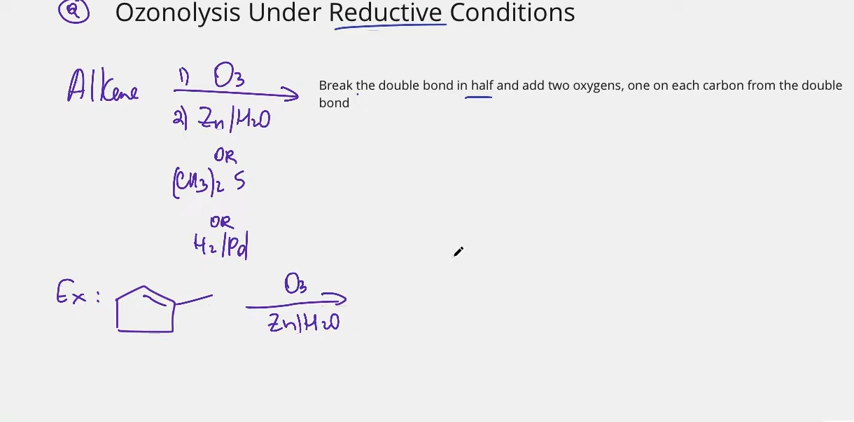 Q Ozonolysis Under Reductive Conditions
Alkene 1) O3
2) Zn/H2O
Break the double bond in half and add two oxygens, one on each carbon from the double
bond
OR
(CH3)2 S
OR
H2/Pd
Ex: O3
Zn/H2O